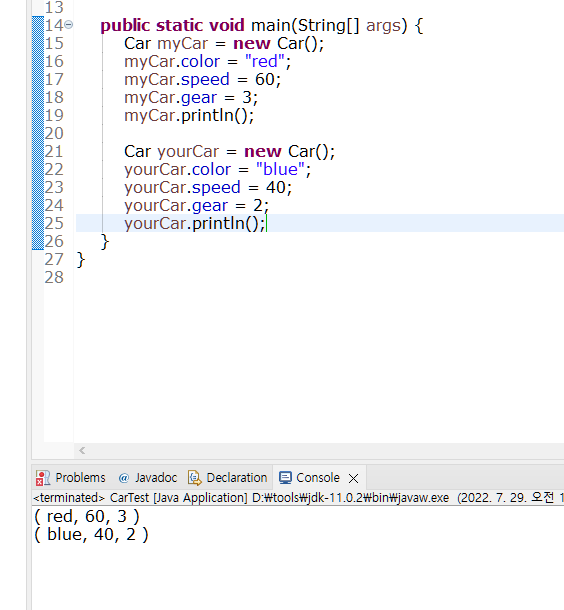 13
14 public static void main(String[] args) {
15 Car myCar = new Car();
16 myCar.color = "red";
17 myCar.speed = 60;
18 myCar.gear = 3;
19 myCar.println();
20
21 Car yourCar = new Car();
22 yourCar.color = "blue";
23 yourCar.speed = 40;
24 yourCar.gear = 2;
25 yourCar.println();
26 }
27 }
28
Problems @ Javadoc Declaration Console
<terminated> CarTest [Java Application] D:₩tools₩jdk-11.0.2₩bin₩javaw.exe (2022. 7. 29. 오전 1
( red, 60, 3 )
( blue, 40, 2 )